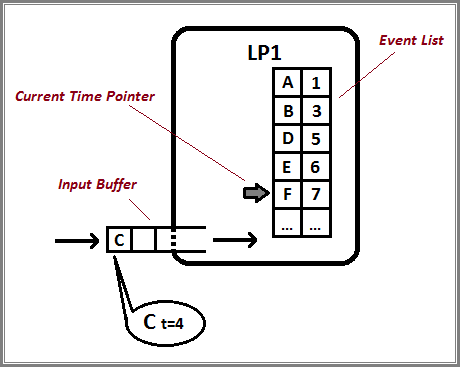 Event List
LP1
A 1
Current Time Pointer
B 3
D 5
E 6
Input Buffer
F 7
... ...
C
C t=4